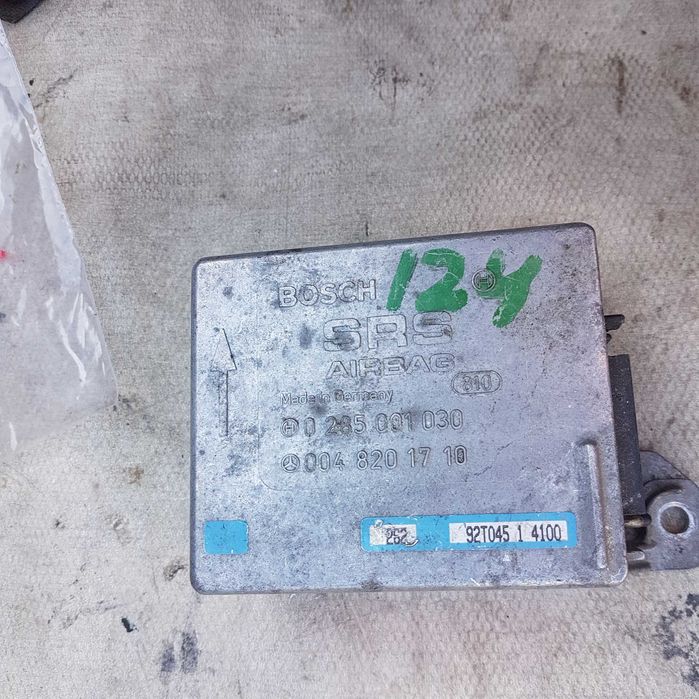 BOSCH 124
SRS
AIRBAG
810
Made in Germany
0 285 001 030
004 820 17 10
282 92T045 1 4100